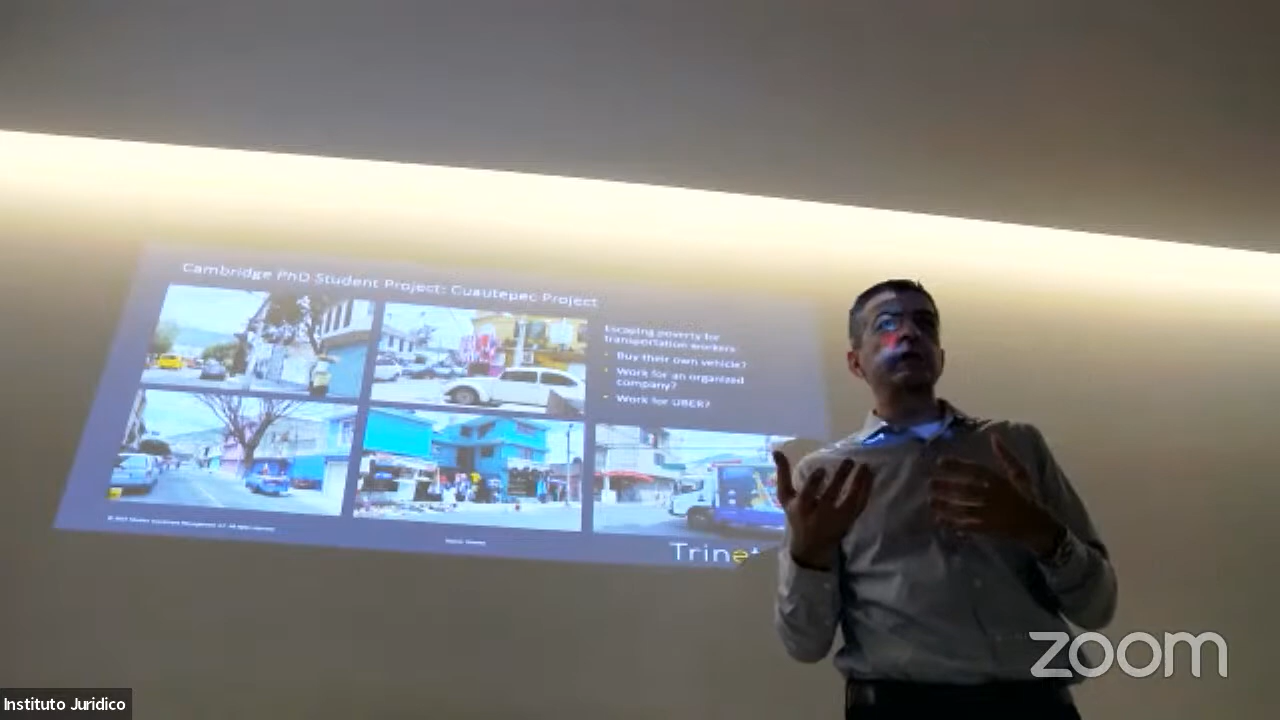 Cambridge PhD Student Project: Cuautepec Project
Escaping poverty for
transportation workers
Buy their own vehicle?
Work for an organized
company?
Work for UBER?
Trinet
zoom
Instituto Juridico